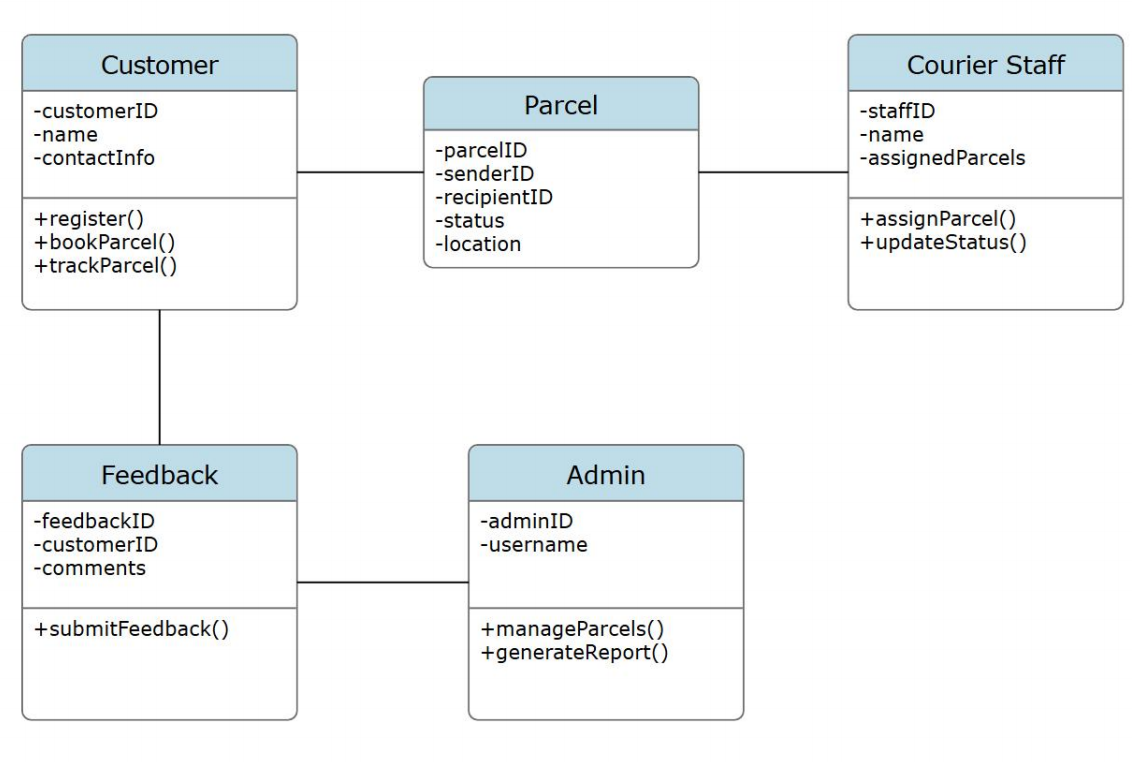 Customer
-customerID
-name
-contactInfo
+register()
+bookParcel()
+trackParcel()
Parcel
-parcelID
-senderID
-recipientID
-status
-location
Courier Staff
-staffID
-name
-assignedParcels
+assignParcel()
+updateStatus()
Feedback
-feedbackID
-customerID
-comments
+submitFeedback()
Admin
-adminID
-username
+manageParcels()
+generateReport()